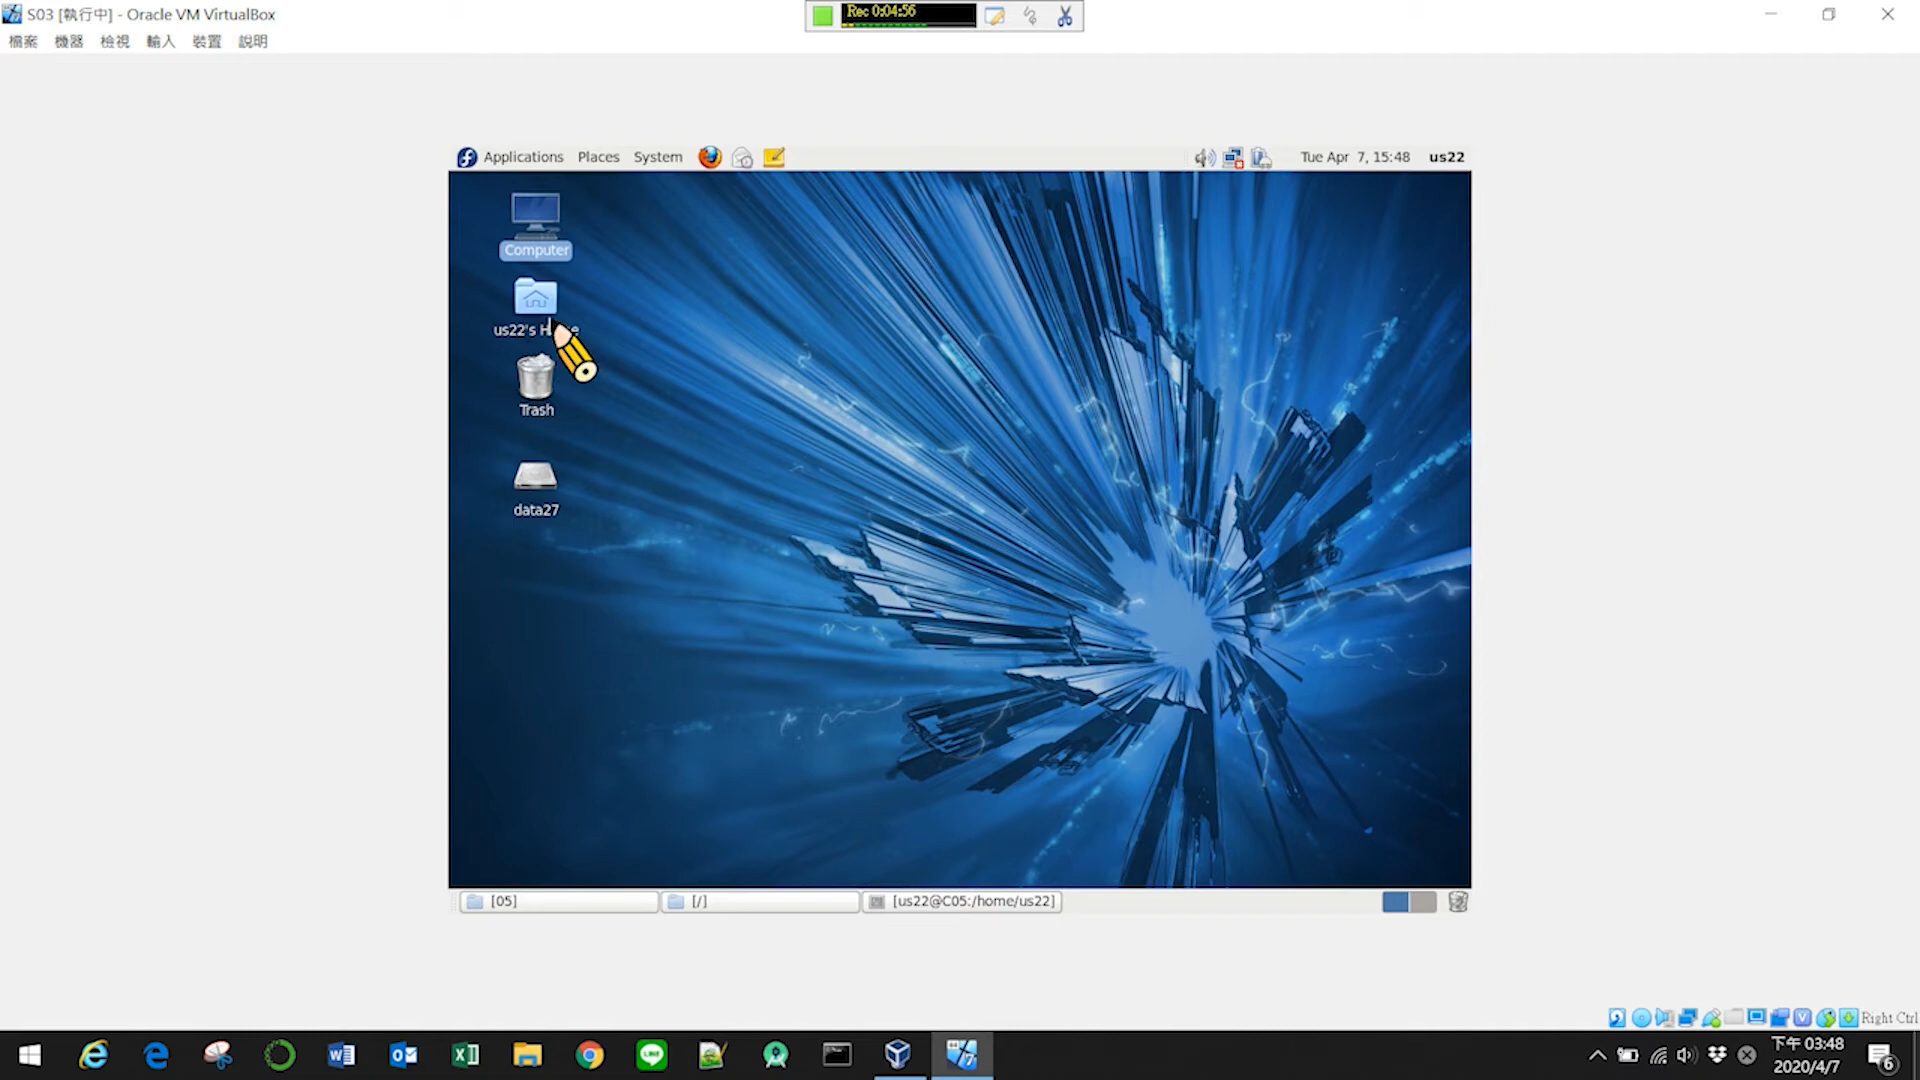 S03 [執行中] - Oracle VM VirtualBox
Rec 0:04:56
檔案 機器 檢視 輸入 裝置 說明
Applications Places System
Tue Apr 7, 15:48 us22
Computer
us22's
Trash
data27
[05]
[/]
[us22@C05:/home/us22]
Right Ctrl
下午 03:48
2020/4/7
6